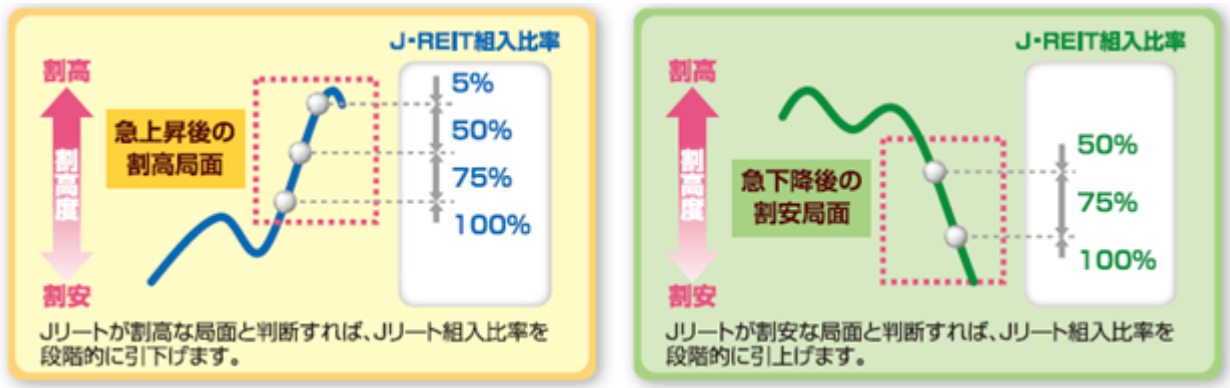 J・REIT組入比率
割高
5%
急上昇後の
割高局面
50%
割高度
75%
100%
割安
Jリートが割高な局面と判断すれば、Jリート組入比率を
段階的に引下げます。
J・REIT組入比率
割高
50%
急下降後の
割安局面
割高度
75%
100%
割安
Jリートが割安な局面と判断すれば、Jリート組入比率を
段階的に引上げます。